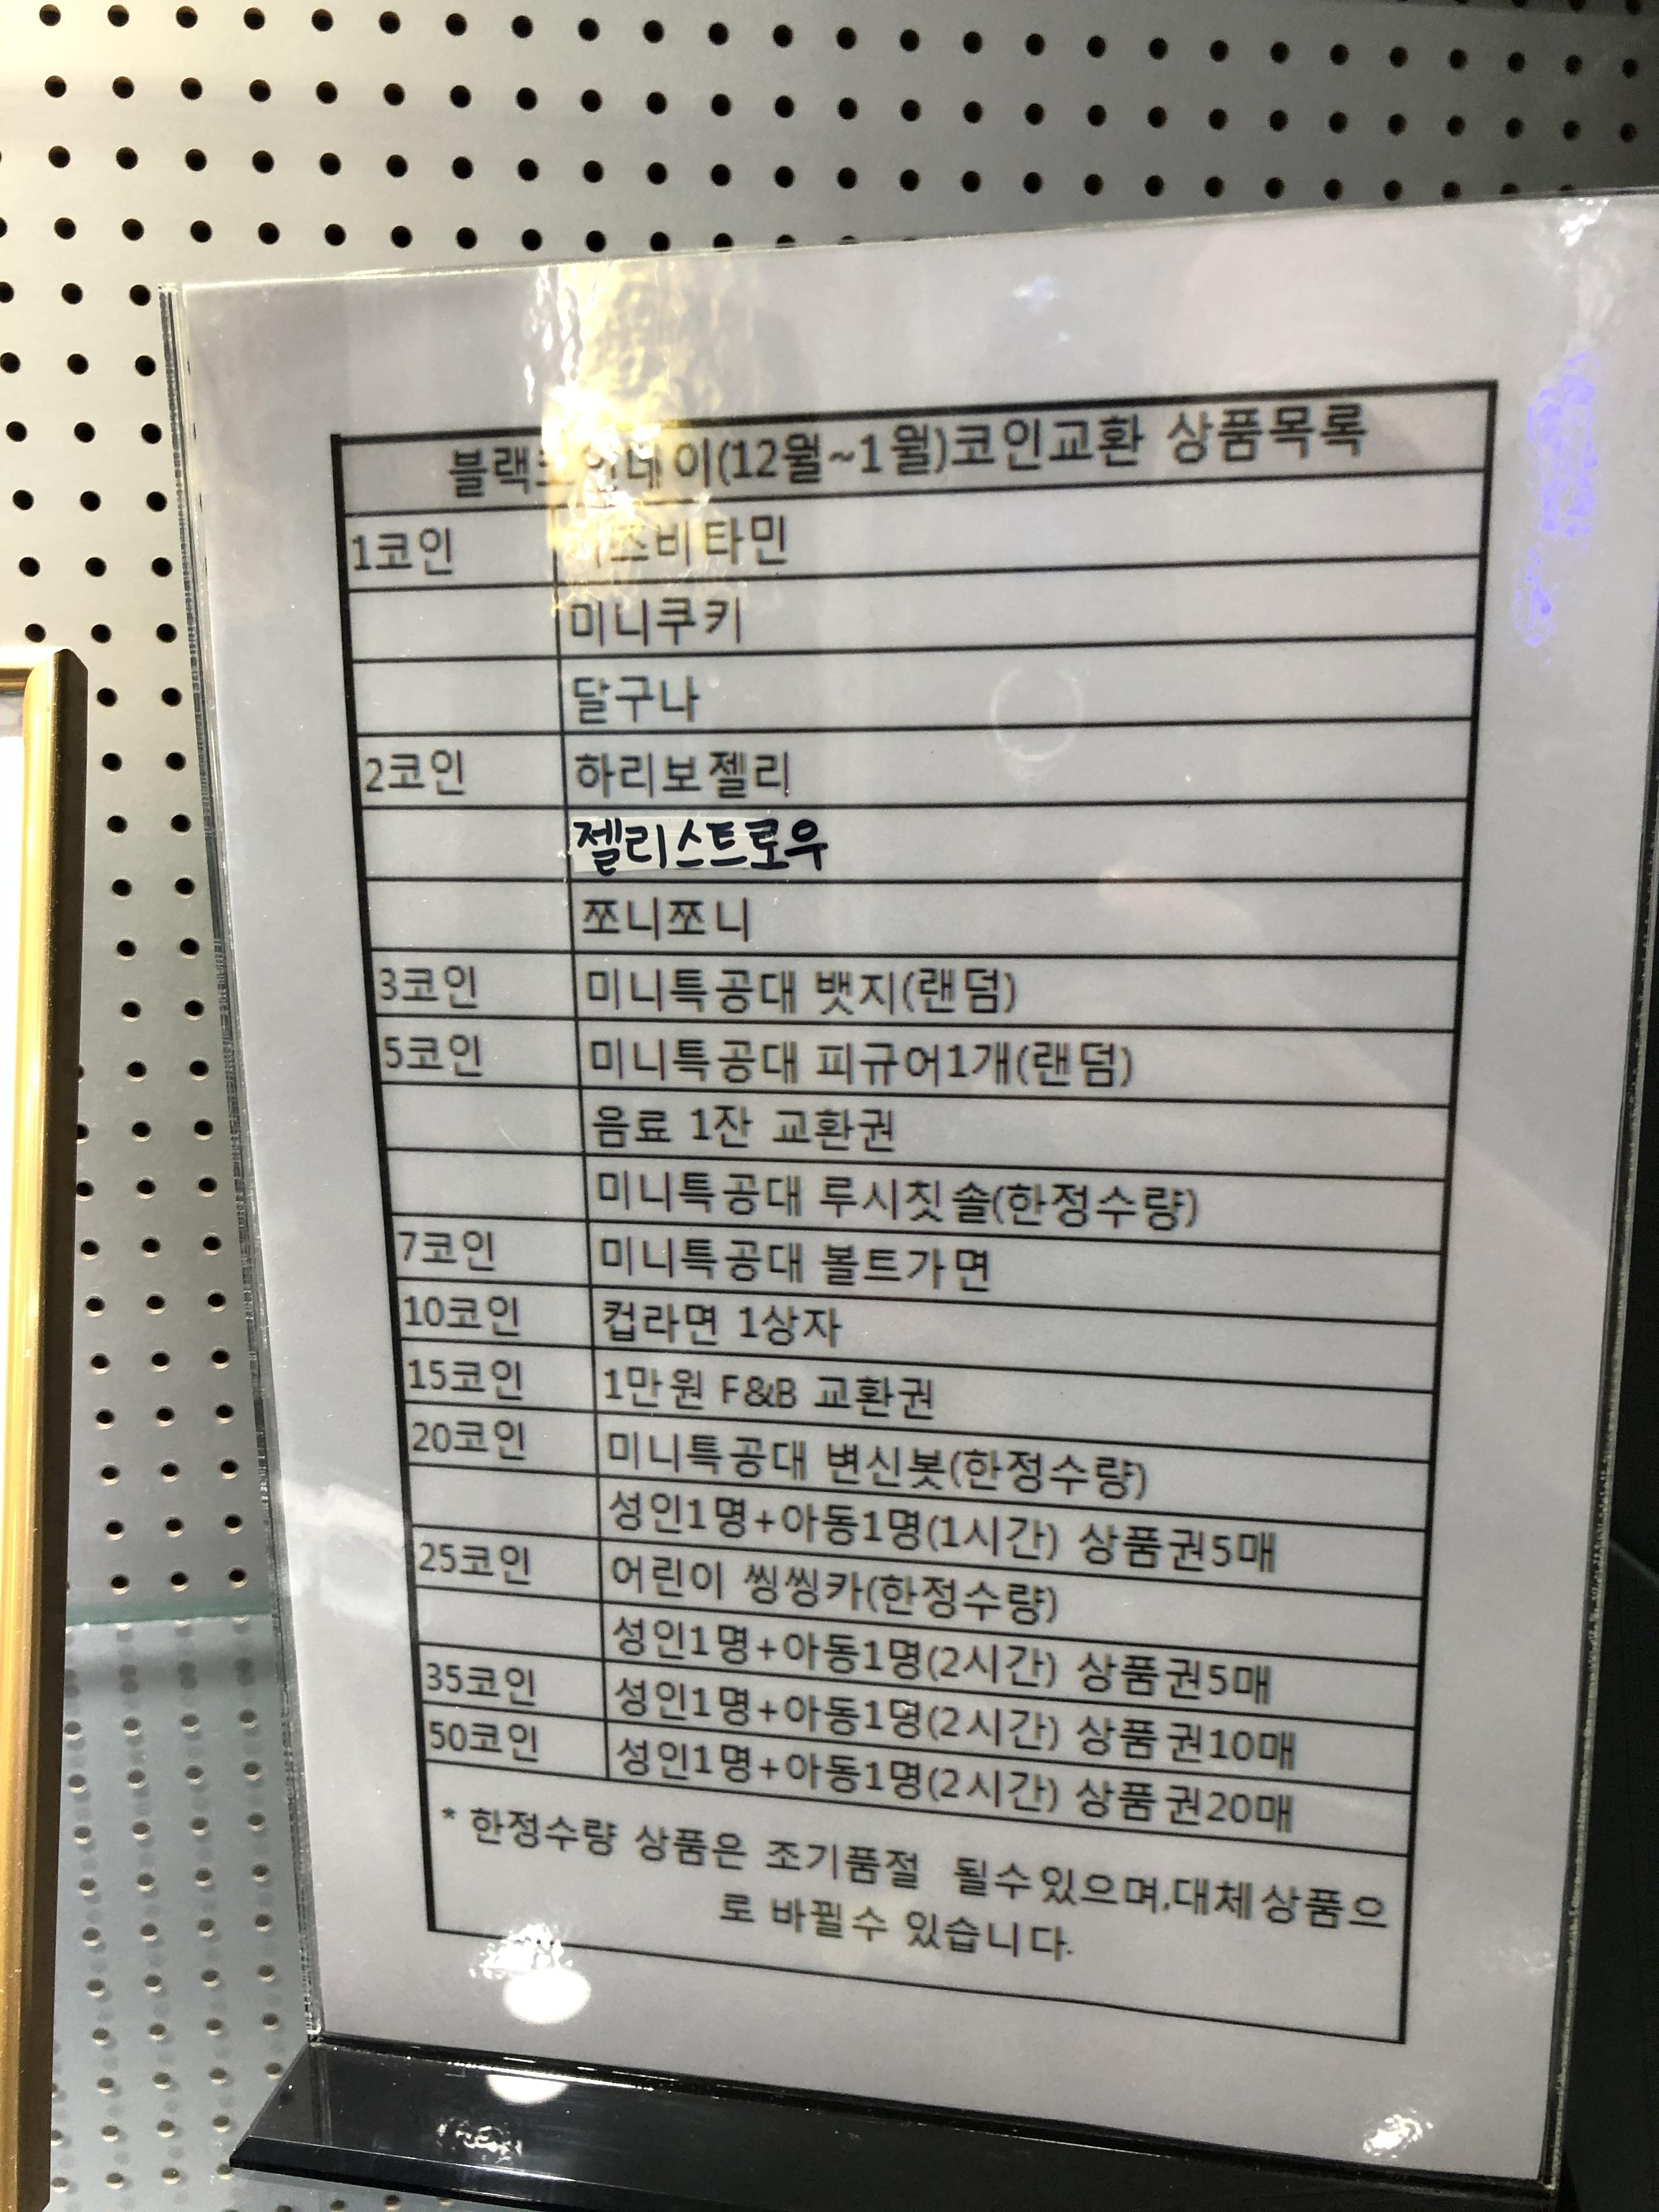 이(12월~1월)코인교환 상품목록
1코인
미니쿠키
달구나
2코인 하리보젤리
젤리스트로우
쪼니쪼니
3코인 미니특공대 뱃지(랜덤)
5코인 미니특공대 피규어1개(랜덤)
음료 1잔 교환권
미니특공대 루시칫솔(한정수량)
7코인 미니특공대 볼트가면
10코인 컵라면 1상자
15코인 1만원 F&B 교환권
20코인 미니특공대 변신봇(한정수량)
성인1명+아동1명(1시간) 상품권5매
25코인 어린이 씽씽카(한정수량)
성인1명+아동1명(2시간) 상품권5매
35코인 성인1명+아동1명(2시간) 상품권10매
50코인 성인1명+아동1명(2시간) 상품권20매
* 한정수량 상품은 조기품절 될수있으며,대체상품으
로 바뀔수 있습니다.